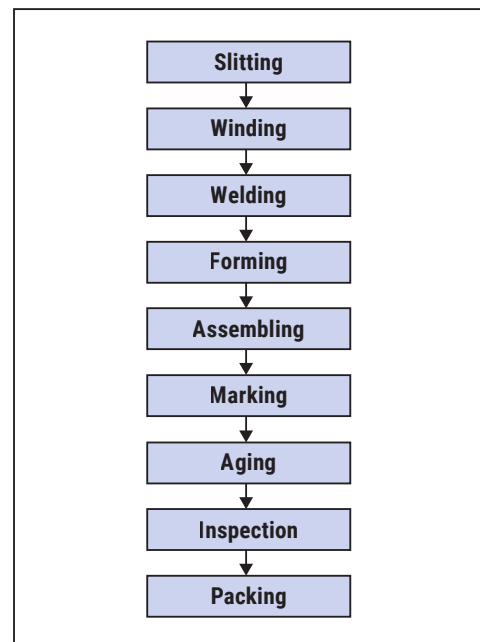 Slitting
Winding
Welding
Forming
Assembling
Marking
Aging
Inspection
Packing